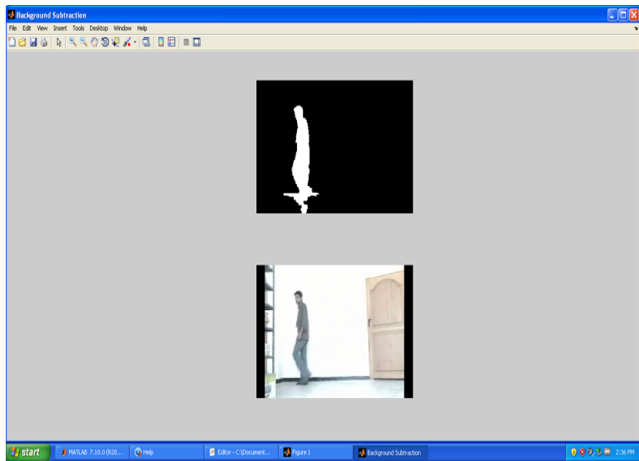 Background Subtraction
File Edit View Insert Tools Desktop Window Help
start MATLAB 7.10.0 (R20... Help Editor - C:\Document... Figure 1 Background Subtraction 2:36 PM